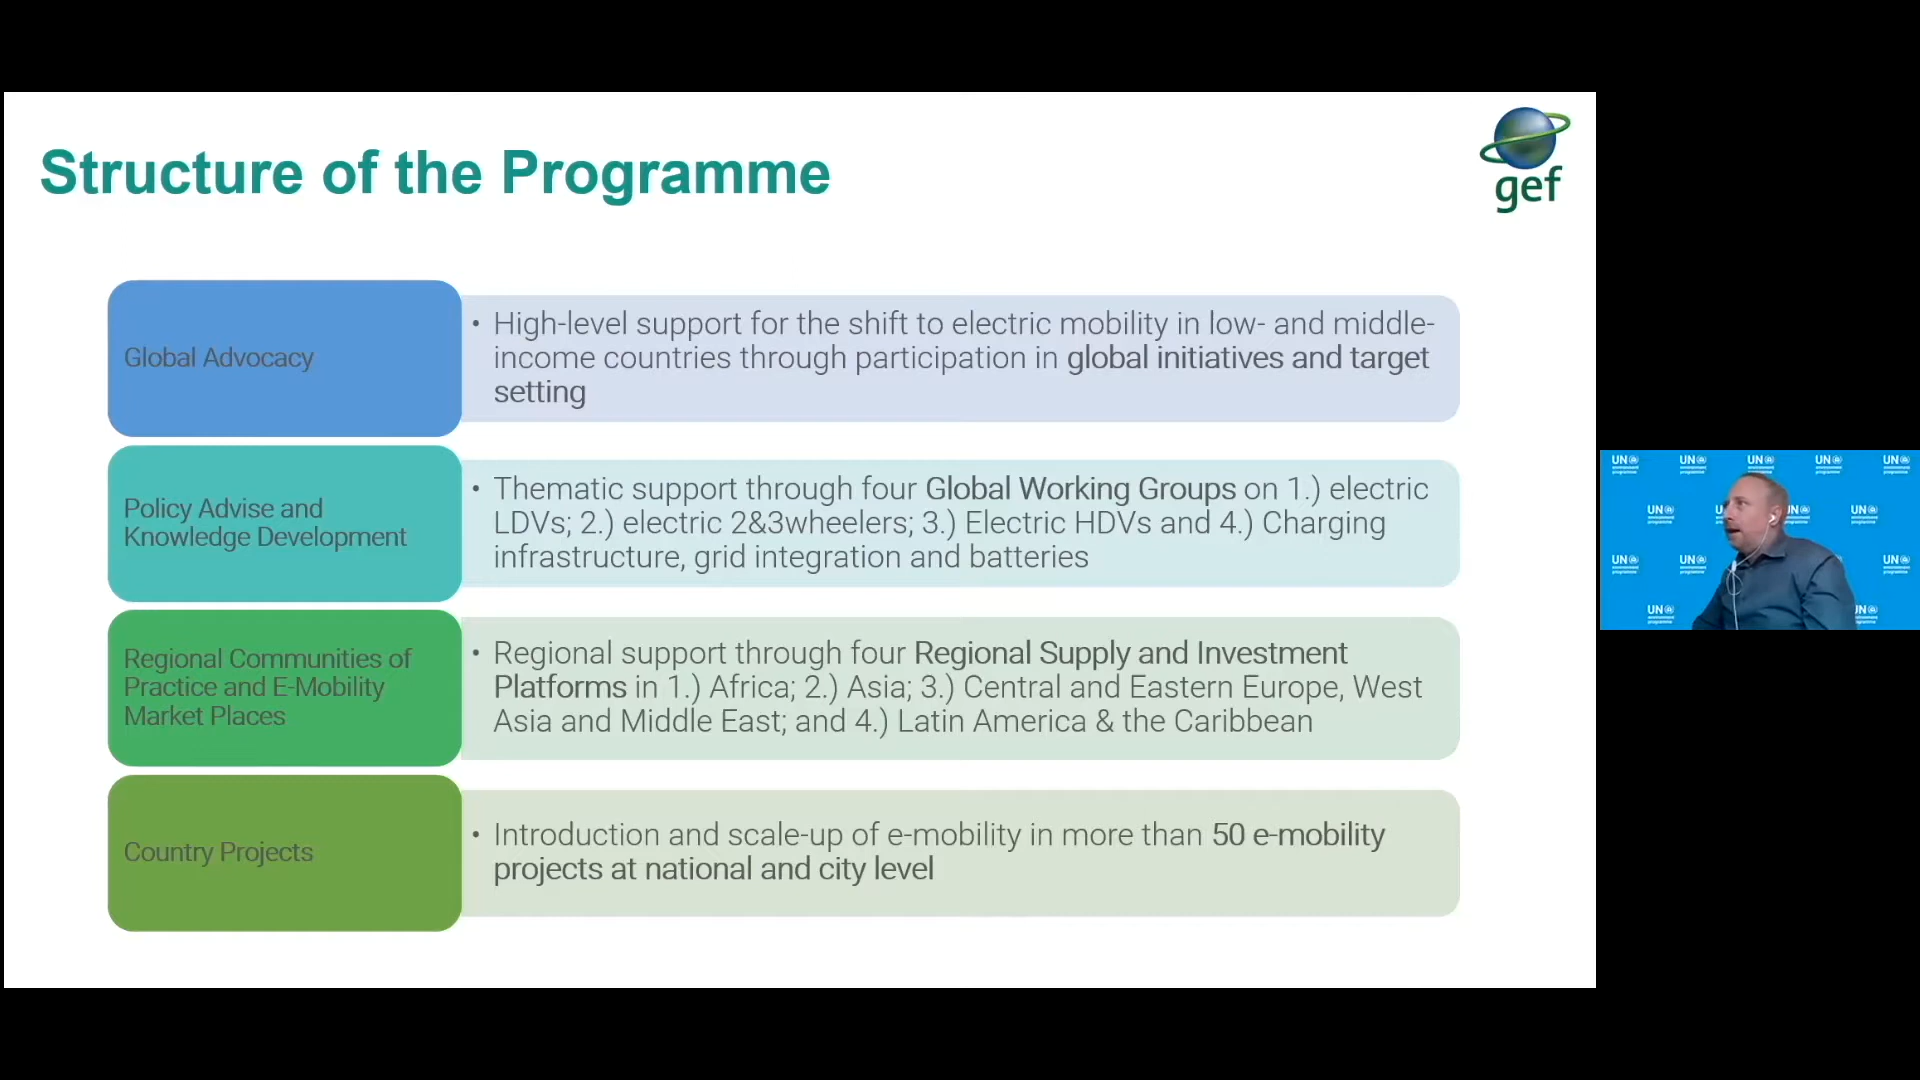 Structure of the Programme
gef
Global Advocacy
• High-level support for the shift to electric mobility in low- and middle-
income countries through participation in global initiatives and target
setting
Policy Advise and
Knowledge Development
• Thematic support through four Global Working Groups on 1.) electric
LDVs; 2.) electric 2&3wheelers; 3.) Electric HDVs and 4.) Charging
infrastructure, grid integration and batteries
Regional Communities of
Practice and E-Mobility
Market Places
• Regional support through four Regional Supply and Investment
Platforms in 1.) Africa; 2.) Asia; 3.) Central and Eastern Europe, West
Asia and Middle East; and 4.) Latin America & the Caribbean
Country Projects
• Introduction and scale-up of e-mobility in more than 50 e-mobility
projects at national and city level
UN
environment
programme